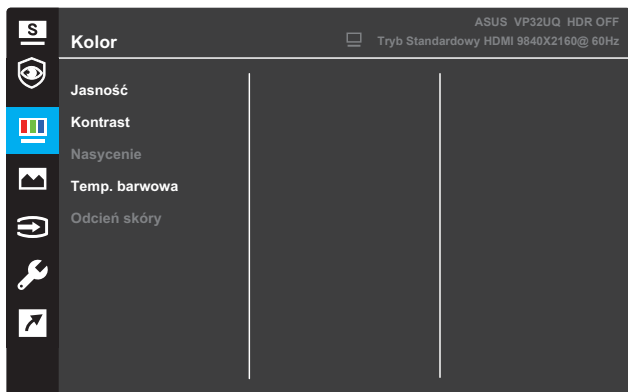 S
ASUS VP32UQ HDR OFF
Kolor
Tryb Standardowy HDMI 9840X2160@ 60Hz
Jasność
Kontrast
Nasycenie
Temp. barwowa
Odcień skóry